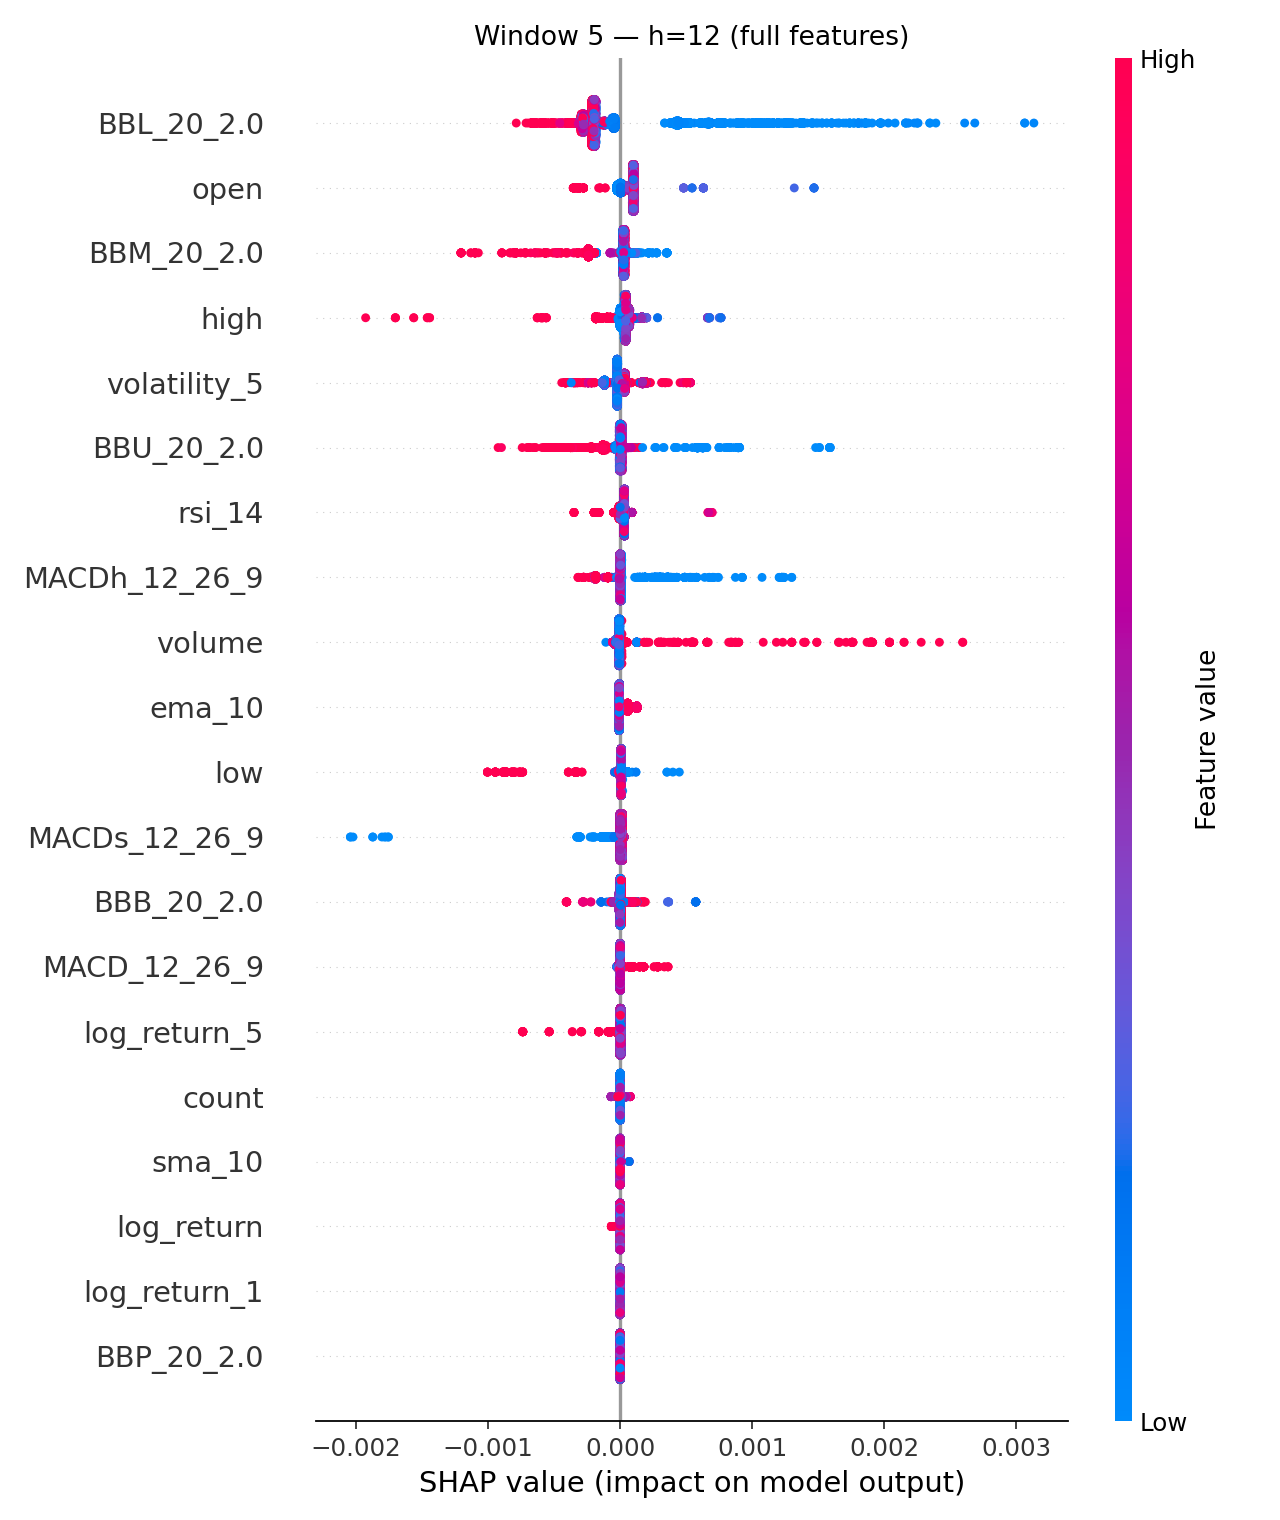 Window 5 — h=12 (full features)
High
BBL_20_2.0
open
BBM_20_2.0
high
volatility_5
BBU_20_2.0
rsi_14
MACDh_12_26_9
volume
ema_10
low
MACDs_12_26_9
BBB_20_2.0
MACD_12_26_9
log_return_5
count
sma_10
log_return
log_return_1
BBP_20_2.0
Feature value
Low
−0.002 −0.001 0.000 0.001 0.002 0.003
SHAP value (impact on model output)